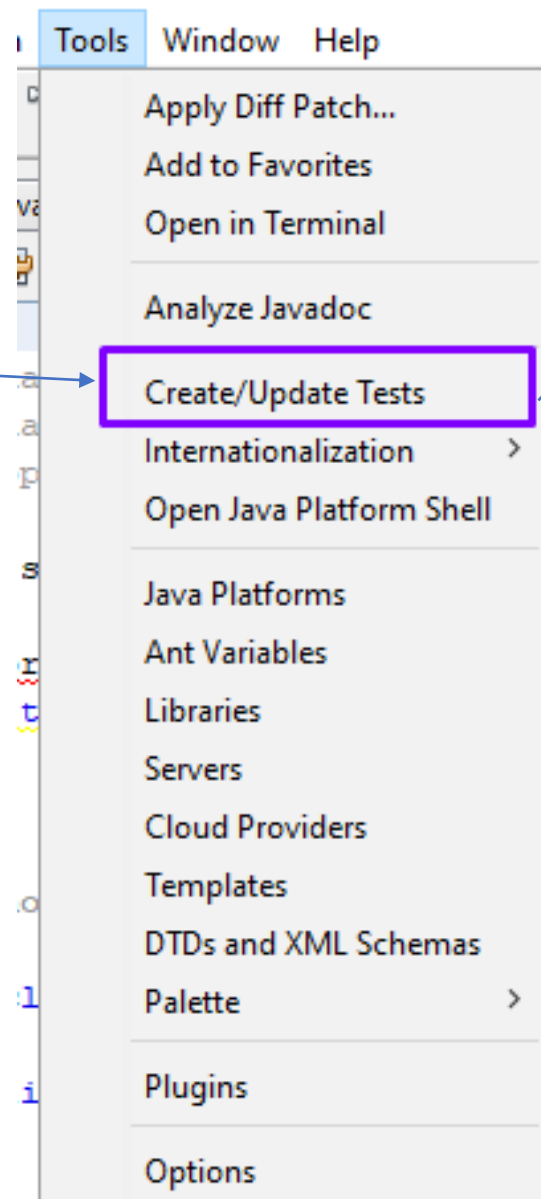 Tools Window Help
Apply Diff Patch...
Add to Favorites
Open in Terminal
Analyze Javadoc
Create/Update Tests
Internationalization
Open Java Platform Shell
Java Platforms
Ant Variables
Libraries
Servers
Cloud Providers
Templates
DTDs and XML Schemas
Palette
Plugins
Options